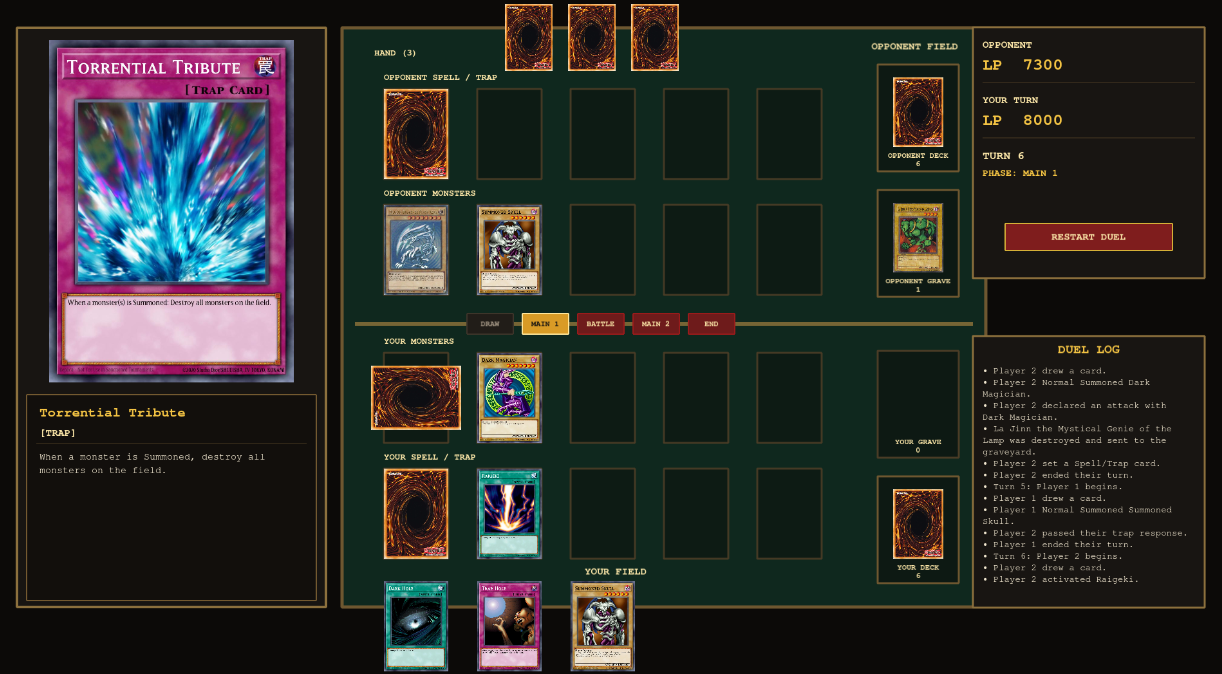 TORRENTIAL TRIBUTE
TRAP
[TRAP CARD]
When a monster(s) is Summoned: Destroy all monsters on the field.
Torrential Tribute
[TRAP]
When a monster is Summoned, destroy all
monsters on the field.
HAND (3)
OPPONENT FIELD
OPPONENT SPELL / TRAP
OPPONENT DECK
6
OPPONENT MONSTERS
SUMMONED SKULL
OPPONENT GRAVE
1
DRAW
MAIN 1
BATTLE
MAIN 2
END
YOUR MONSTERS
DARK MAGICIAN
YOUR GRAVE
0
YOUR SPELL / TRAP
RAIGEKI
YOUR DECK
6
YOUR FIELD
DARK HOLE
TRAP HOLE
SUMMONED SKULL
OPPONENT
LP 7300
YOUR TURN
LP 8000
TURN 6
PHASE: MAIN 1
RESTART DUEL
DUEL LOG
• Player 2 drew a card.
• Player 2 Normal Summoned Dark
Magician.
• Player 2 declared an attack with
Dark Magician.
• La Jinn the Mystical Genie of the
Lamp was destroyed and sent to the
graveyard.
• Player 2 set a Spell/Trap card.
• Player 2 ended their turn.
• Turn 5: Player 1 begins.
• Player 1 drew a card.
• Player 1 Normal Summoned Summoned
Skull.
• Player 2 passed their trap response.
• Player 1 ended their turn.
• Turn 6: Player 2 begins.
• Player 2 drew a card.
• Player 2 activated Raigeki.